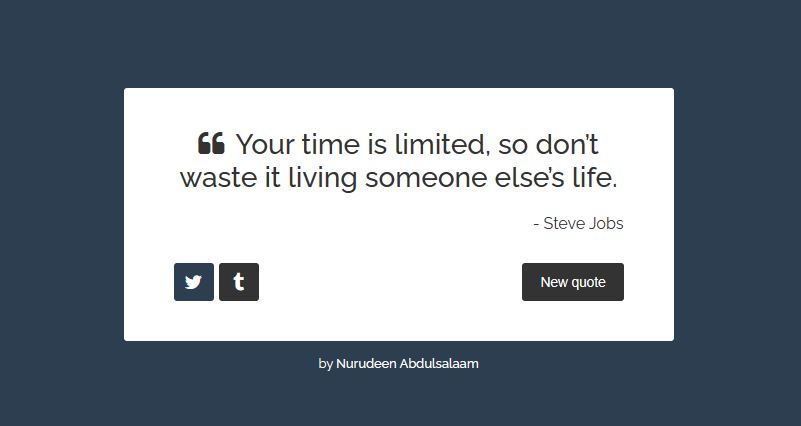 Your time is limited, so don’t
waste it living someone else’s life.
- Steve Jobs
New quote
by Nurudeen Abdulsalaam